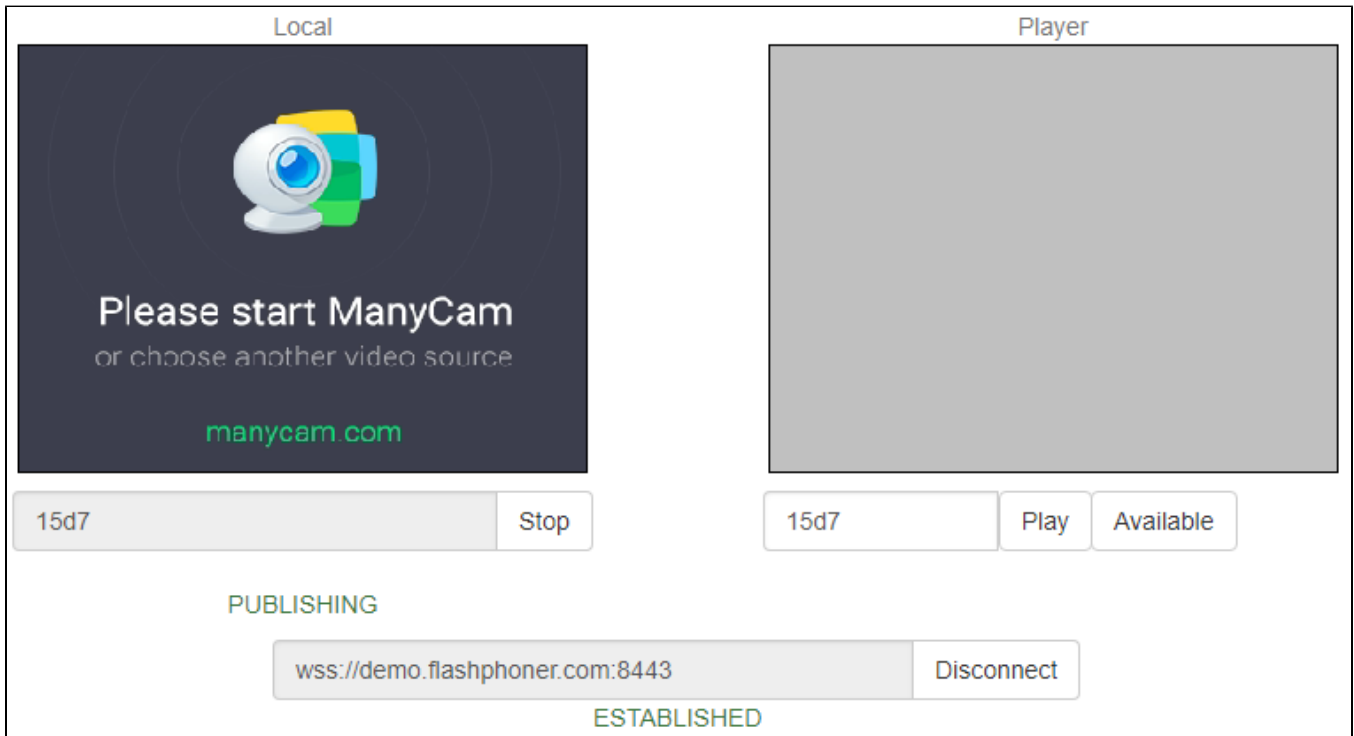 Local
Player
Please start ManyCam
or choose another video source
manycam.com
15d7
Stop
15d7
Play
Available
PUBLISHING
wss://demo.flashphoner.com:8443
Disconnect
ESTABLISHED